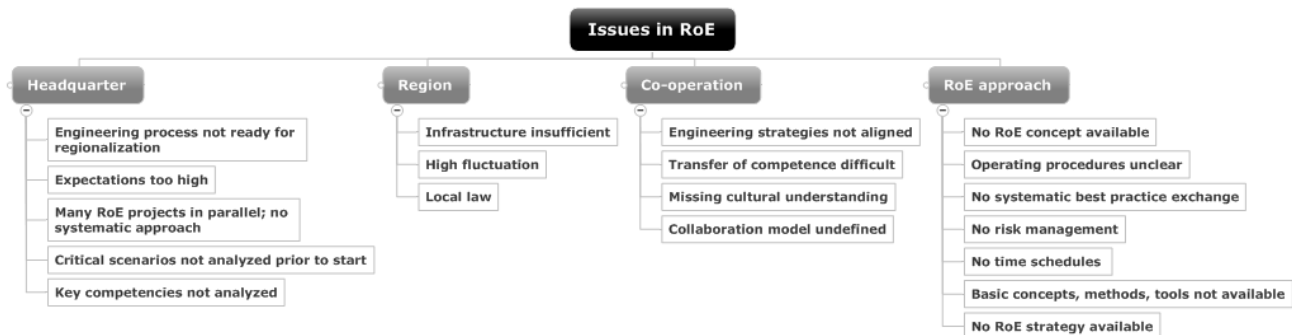 Issues in RoE
Headquarter
Engineering process not ready for
regionalization
Expectations too high
Many RoE projects in parallel; no
systematic approach
Critical scenarios not analyzed prior to start
Key competencies not analyzed
Region
Infrastructure insufficient
High fluctuation
Local law
Co-operation
Engineering strategies not aligned
Transfer of competence difficult
Missing cultural understanding
Collaboration model undefined
RoE approach
No RoE concept available
Operating procedures unclear
No systematic best practice exchange
No risk management
No time schedules
Basic concepts, methods, tools not available
No RoE strategy available